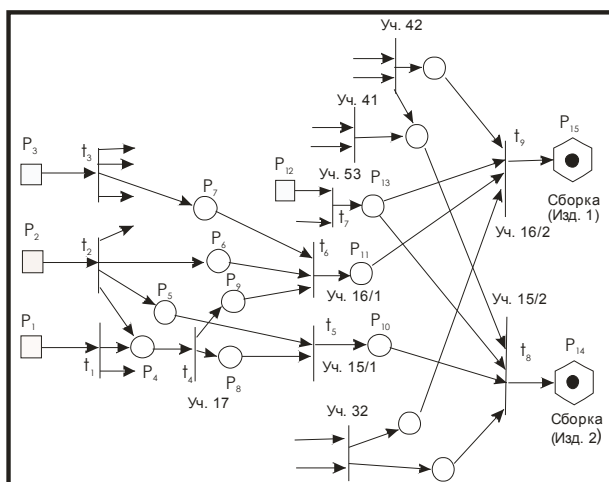 Уч. 42
Уч. 41
P3
t3
P12
Уч. 53
P13
t9
P15
P7
t7
Сборка
(Изд. 1)
P2
t2
P6
t6
P11
Уч. 16/2
P9
P5
Уч. 16/1
Уч. 15/2
P1
t5
P10
t8
t1
P4
t4
P8
Уч. 15/1
P14
Уч. 17
Уч. 32
Сборка
(Изд. 2)